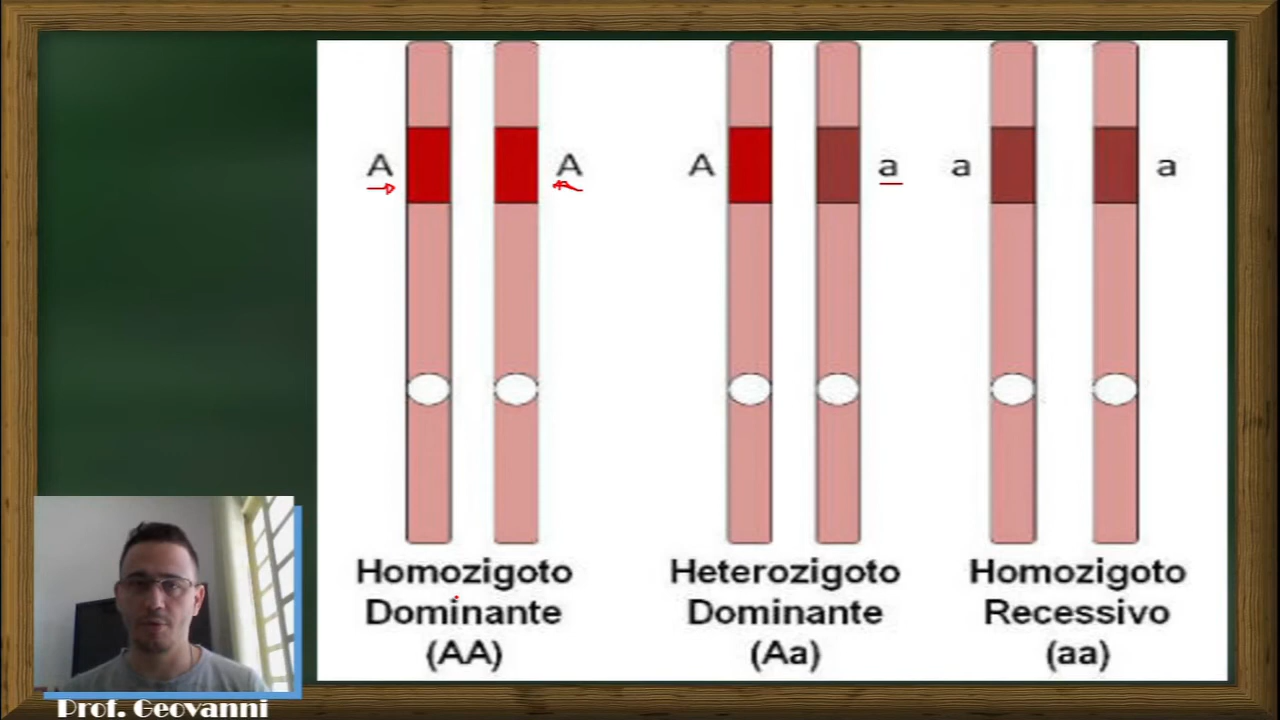 A
A
A
a
a
a
Homozigoto
Dominante
(AA)
Heterozigoto
Dominante
(Aa)
Homozigoto
Recessivo
(aa)
Prof. Geovanni